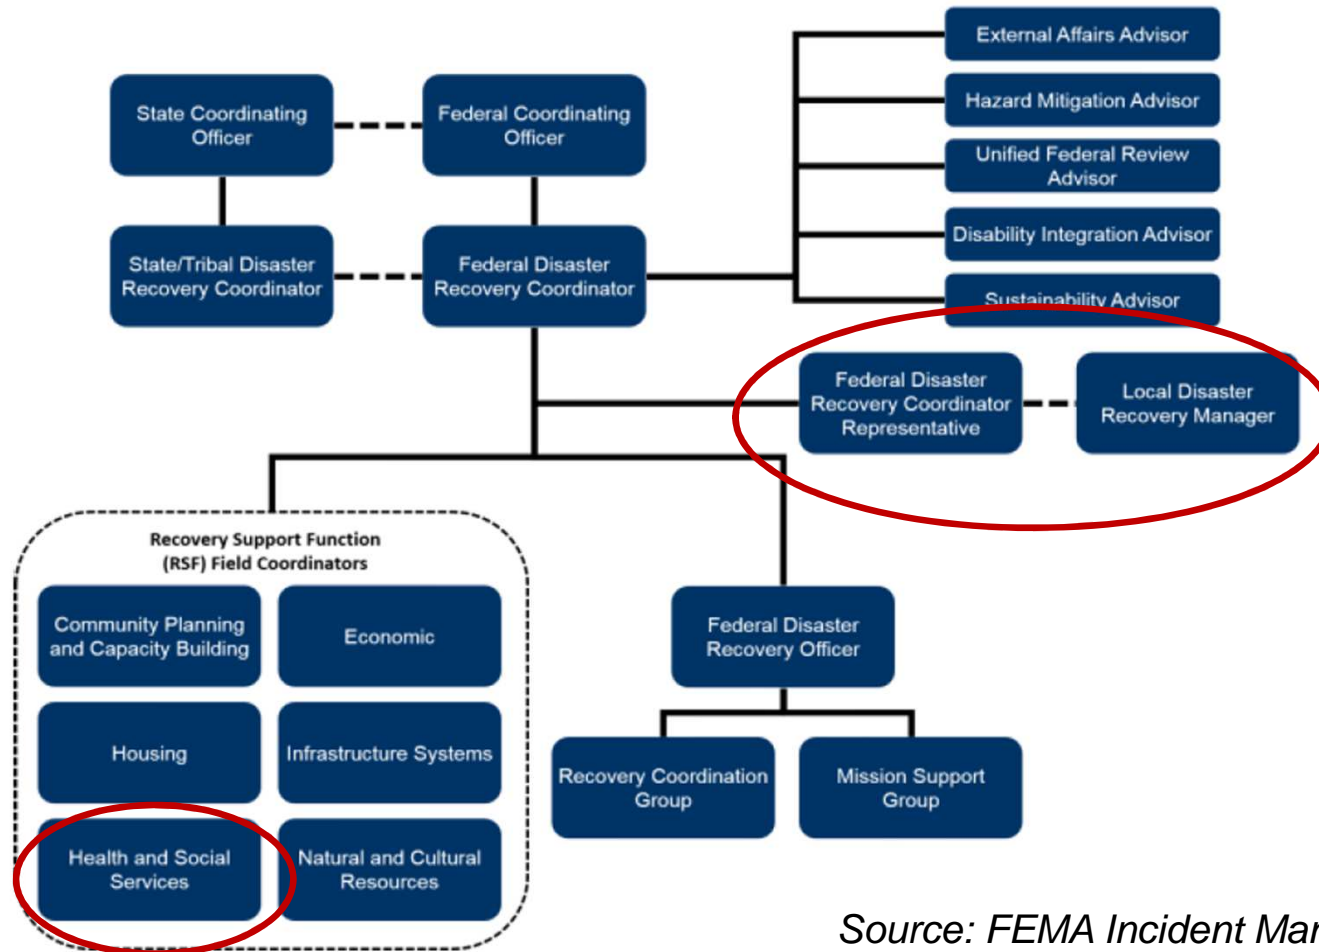 External Affairs Advisor
State Coordinating
Officer
Federal Coordinating
Officer
Hazard Mitigation Advisor
Unified Federal Review
Advisor
State/Tribal Disaster
Recovery Coordinator
Federal Disaster
Recovery Coordinator
Disability Integration Advisor
Sustainability Advisor
Federal Disaster
Recovery Coordinator
Representative
Local Disaster
Recovery Manager
Recovery Support Function
(RSF) Field Coordinators
Community Planning
and Capacity Building
Economic
Housing
Infrastructure Systems
Health and Social
Services
Natural and Cultural
Resources
Federal Disaster
Recovery Officer
Recovery Coordination
Group
Mission Support
Group
Source: FEMA Incident